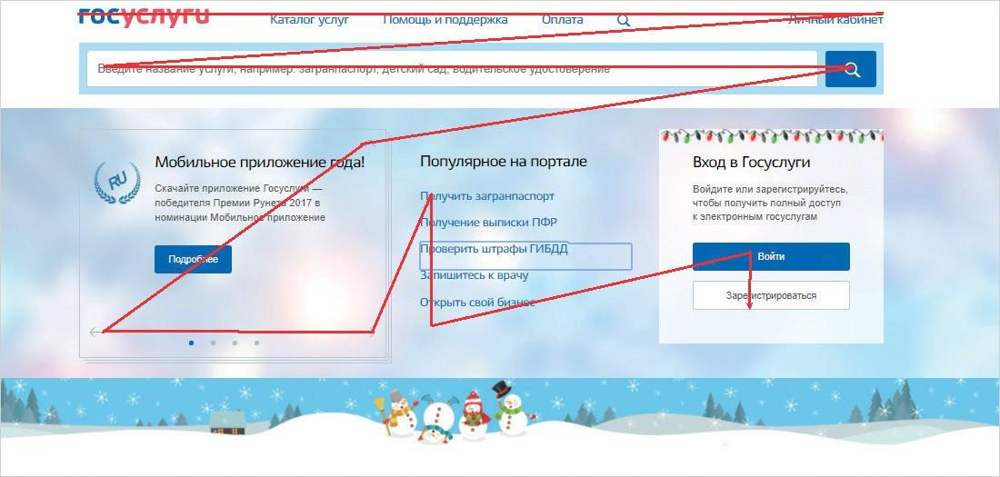 госуслуги
Каталог услуг
Помощь и поддержка
Оплата
Личный кабинет
Введите название услуги, например: загранпаспорт, детский сад, водительское удостоверение
RU
Мобильное приложение года!
Скачайте приложение Госуслуги —
победителя Премии Рунета 2017 в
номинации Мобильное приложение
Подробнее
Популярное на портале
Получить загранпаспорт
Получение выписки ПФР
Проверить штрафы ГИБДД
Запишитесь к врачу
Открыть свой бизнес
Вход в Госуслуги
Войдите или зарегистрируйтесь,
чтобы получить полный доступ
к электронным госуслугам
Войти
Зарегистрироваться